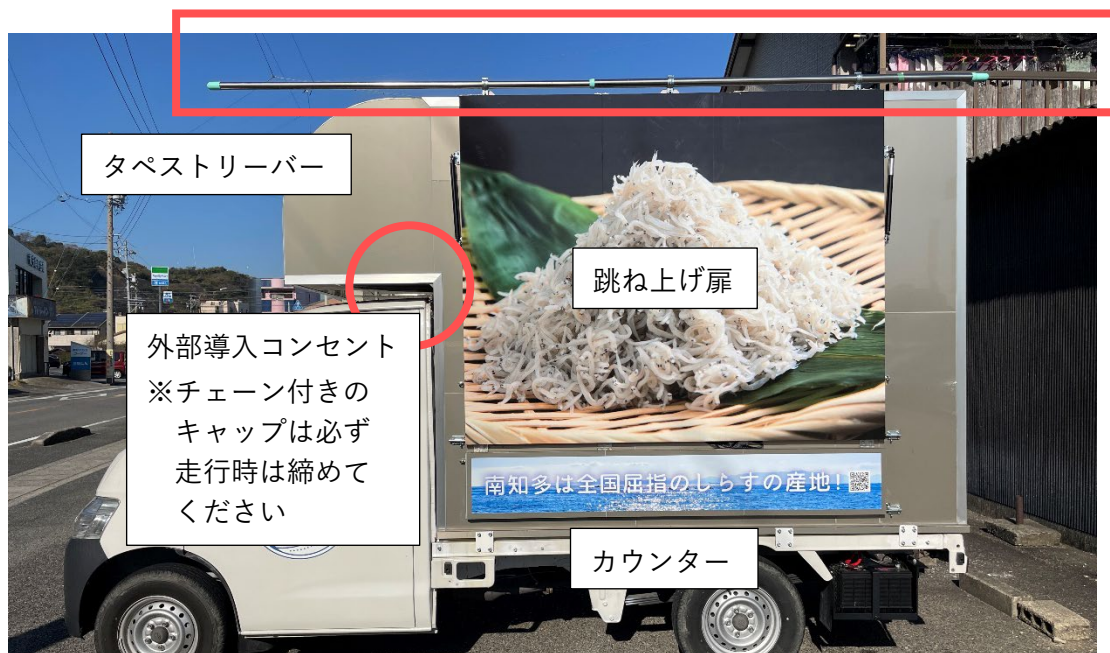 タペストリーバー
跳ね上げ扉
外部導入コンセント
※チェーン付きの
キャップは必ず
走行時は締めて
ください
南知多は全国屈指のしらすの産地!
カウンター